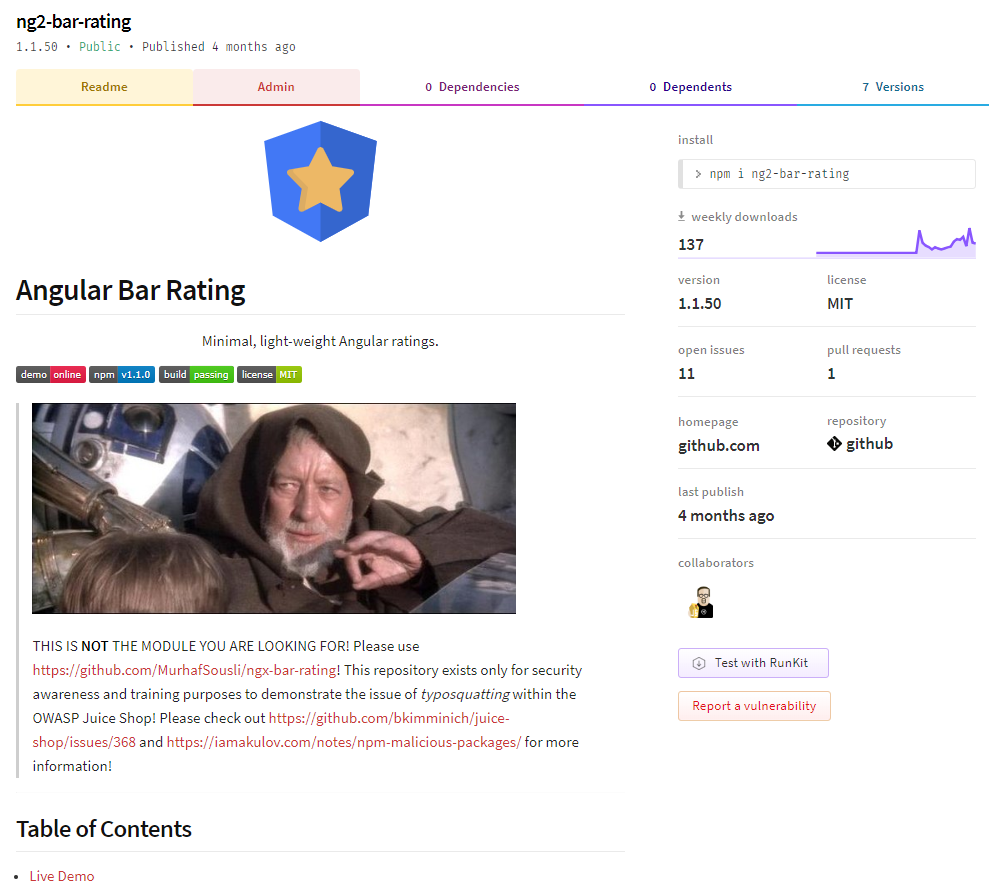 ng2-bar-rating
1.1.50 • Public • Published 4 months ago
Readme
Admin
0 Dependencies
0 Dependents
7 Versions
Angular Bar Rating
Minimal, light-weight Angular ratings.
demo online npm v1.1.0 build passing license MIT
THIS IS NOT THE MODULE YOU ARE LOOKING FOR! Please use
https://github.com/MurhafSousli/ngx-bar-rating! This repository exists only for security
awareness and training purposes to demonstrate the issue of typosquatting within the
OWASP Juice Shop! Please check out https://github.com/bkimminich/juice-
shop/issues/368 and https://iamakulov.com/notes/npm-malicious-packages/ for more
information!
Table of Contents
• Live Demo
install
> npm i ng2-bar-rating
weekly downloads
137
version
1.1.50
license
MIT
open issues
11
pull requests
1
homepage
github.com
repository
github
last publish
4 months ago
collaborators
Test with RunKit
Report a vulnerability